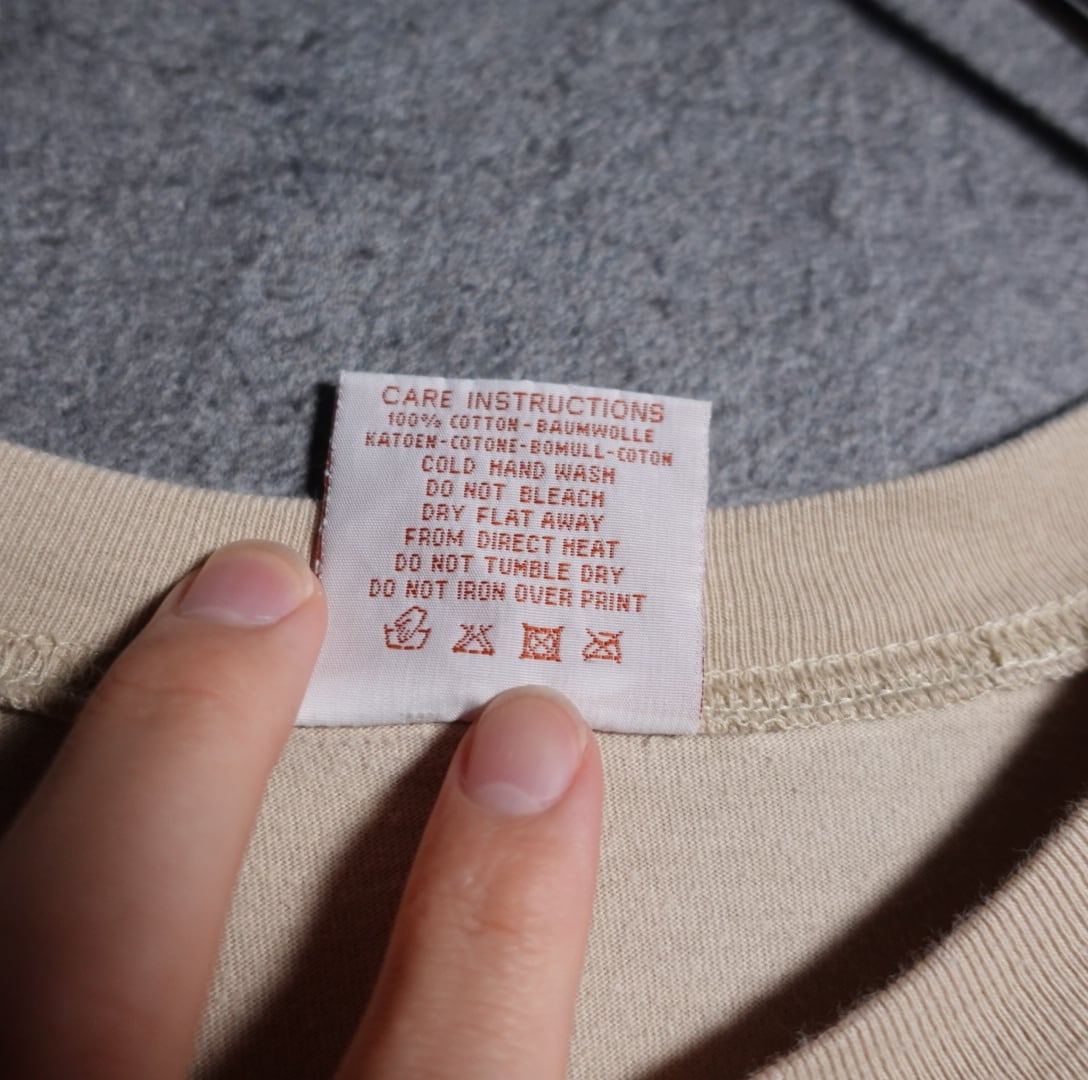 CARE INSTRUCTIONS
100% COTTON-BAUMWOLLE
KATOEN-COTONE-BOMULL-COTON
COLD HAND WASH
DO NOT BLEACH
DRY FLAT AWAY
FROM DIRECT HEAT
DO NOT TUMBLE DRY
DO NOT IRON OVER PRINT